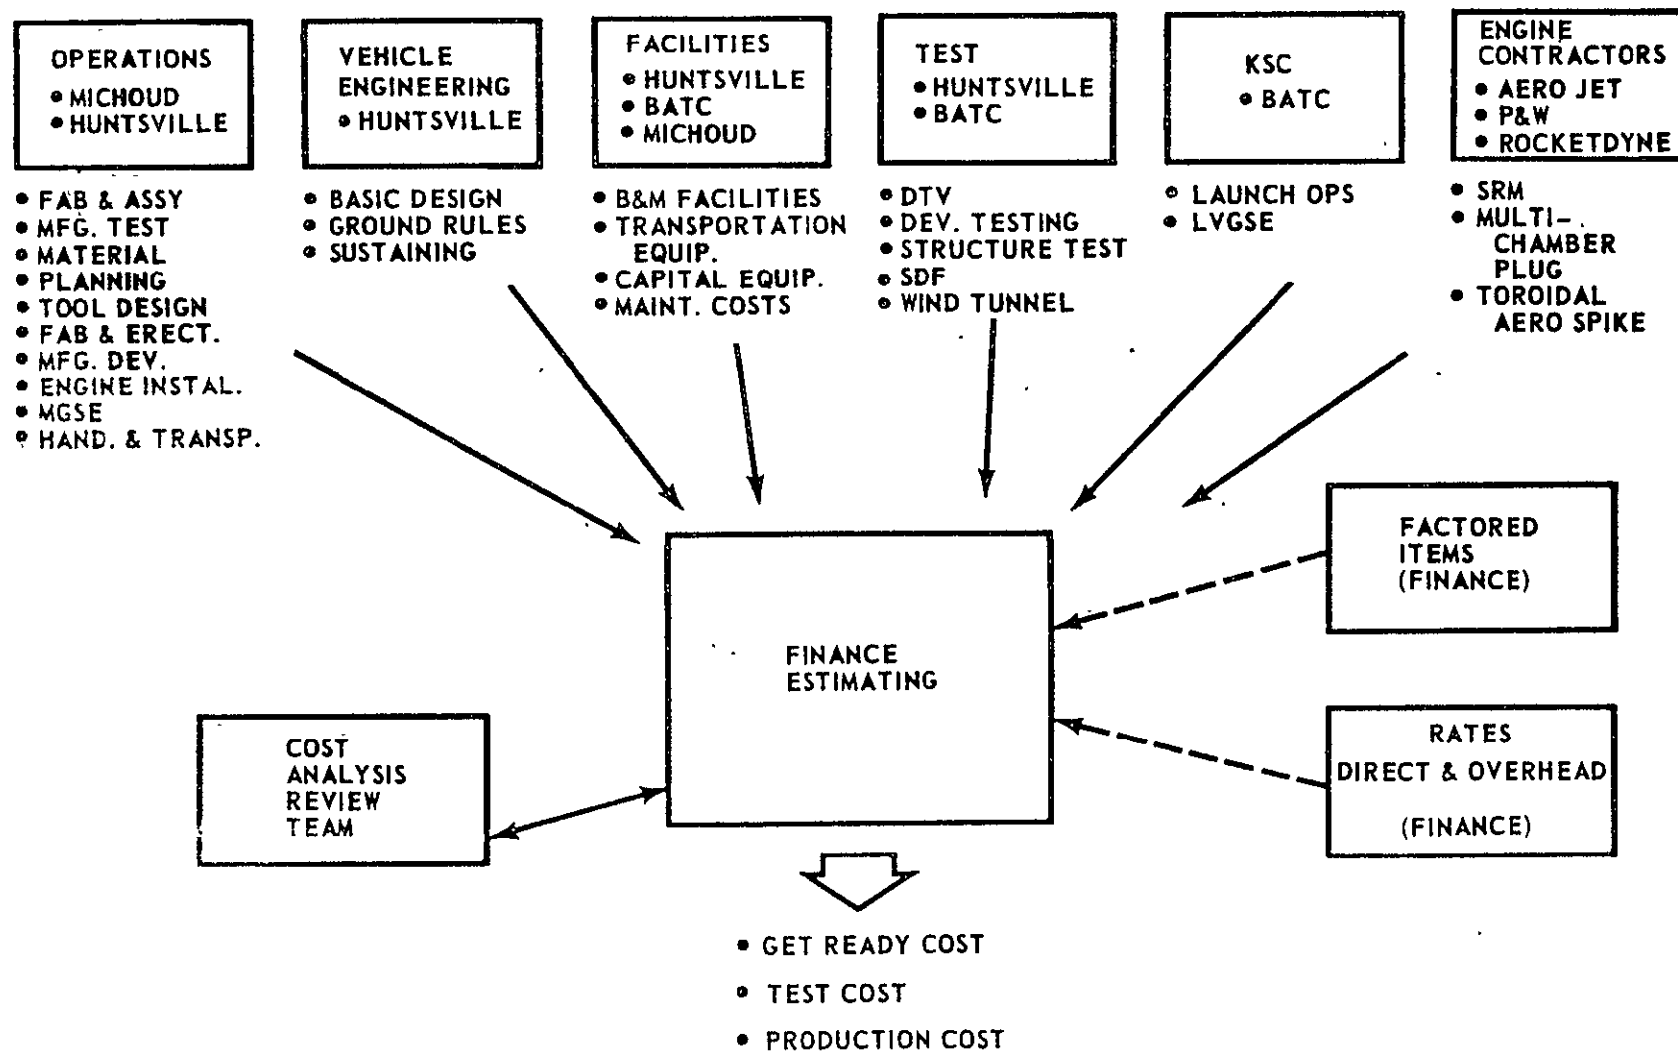 OPERATIONS
• MICHOUD
• HUNTSVILLE
• FAB & ASSY
• MFG. TEST
• MATERIAL
• PLANNING
• TOOL DESIGN
• FAB & ERECT.
• MFG. DEV.
• ENGINE INSTAL.
• MGSE
• HAND. & TRANSP.
VEHICLE
ENGINEERING
• HUNTSVILLE
• BASIC DESIGN
• GROUND RULES
• SUSTAINING
FACILITIES
• HUNTSVILLE
• BATC
• MICHOUD
• B&M FACILITIES
• TRANSPORTATION
EQUIP.
• CAPITAL EQUIP.
• MAINT. COSTS
TEST
• HUNTSVILLE
• BATC
• DTV
• DEV. TESTING
• STRUCTURE TEST
• SDF
• WIND TUNNEL
KSC
• BATC
• LAUNCH OPS
• LVGSE
ENGINE
CONTRACTORS
• AERO JET
• P&W
• ROCKETDYNE
• SRM
• MULTI-
CHAMBER
PLUG
• TOROIDAL
AERO SPIKE
FACTORED
ITEMS
(FINANCE)
FINANCE
ESTIMATING
COST
ANALYSIS
REVIEW
TEAM
RATES
DIRECT & OVERHEAD
(FINANCE)
• GET READY COST
• TEST COST
• PRODUCTION COST